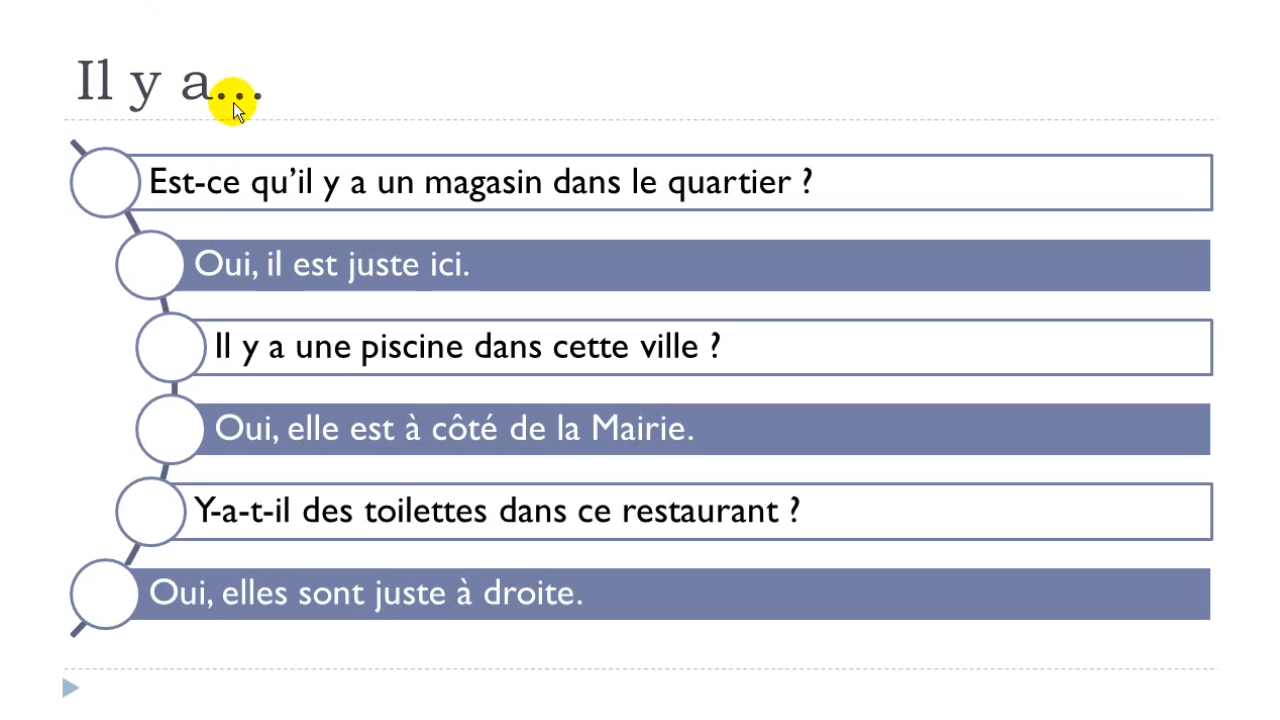 Il y a...
Est-ce qu’il y a un magasin dans le quartier ?
Oui, il est juste ici.
Il y a une piscine dans cette ville ?
Oui, elle est à côté de la Mairie.
Y-a-t-il des toilettes dans ce restaurant ?
Oui, elles sont juste à droite.